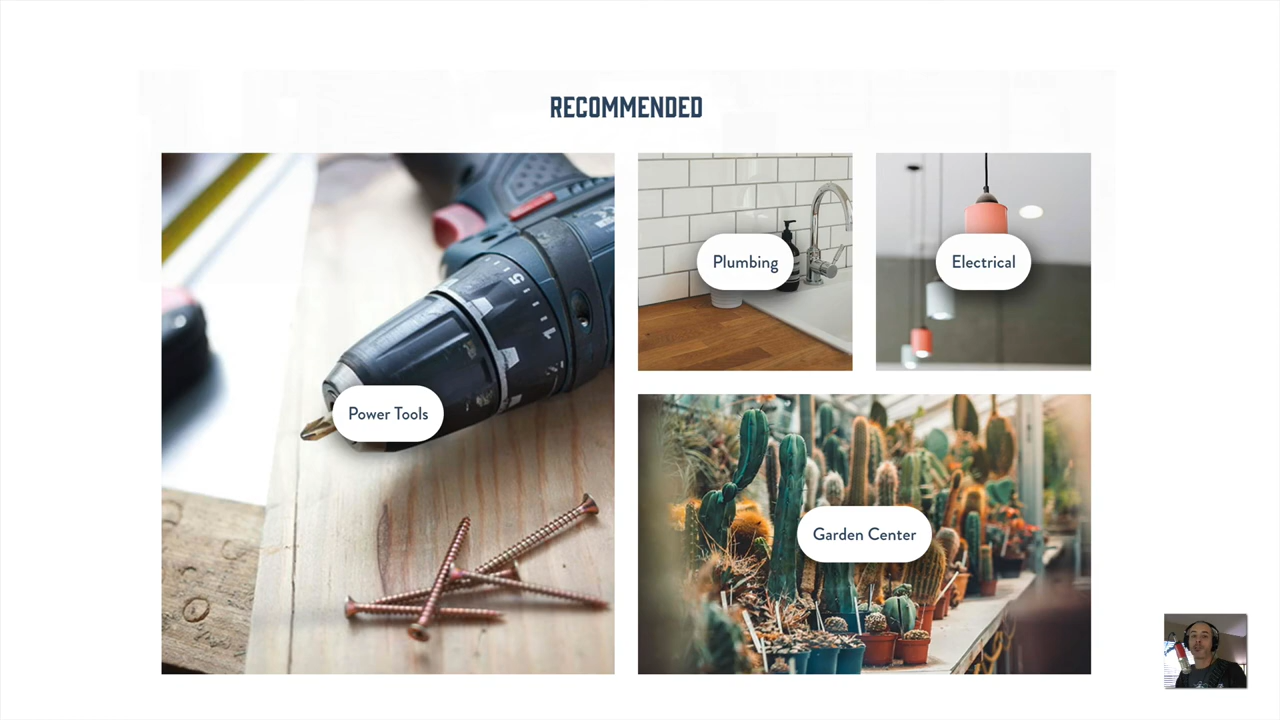 RECOMMENDED
Plumbing
Electrical
Power Tools
Garden Center